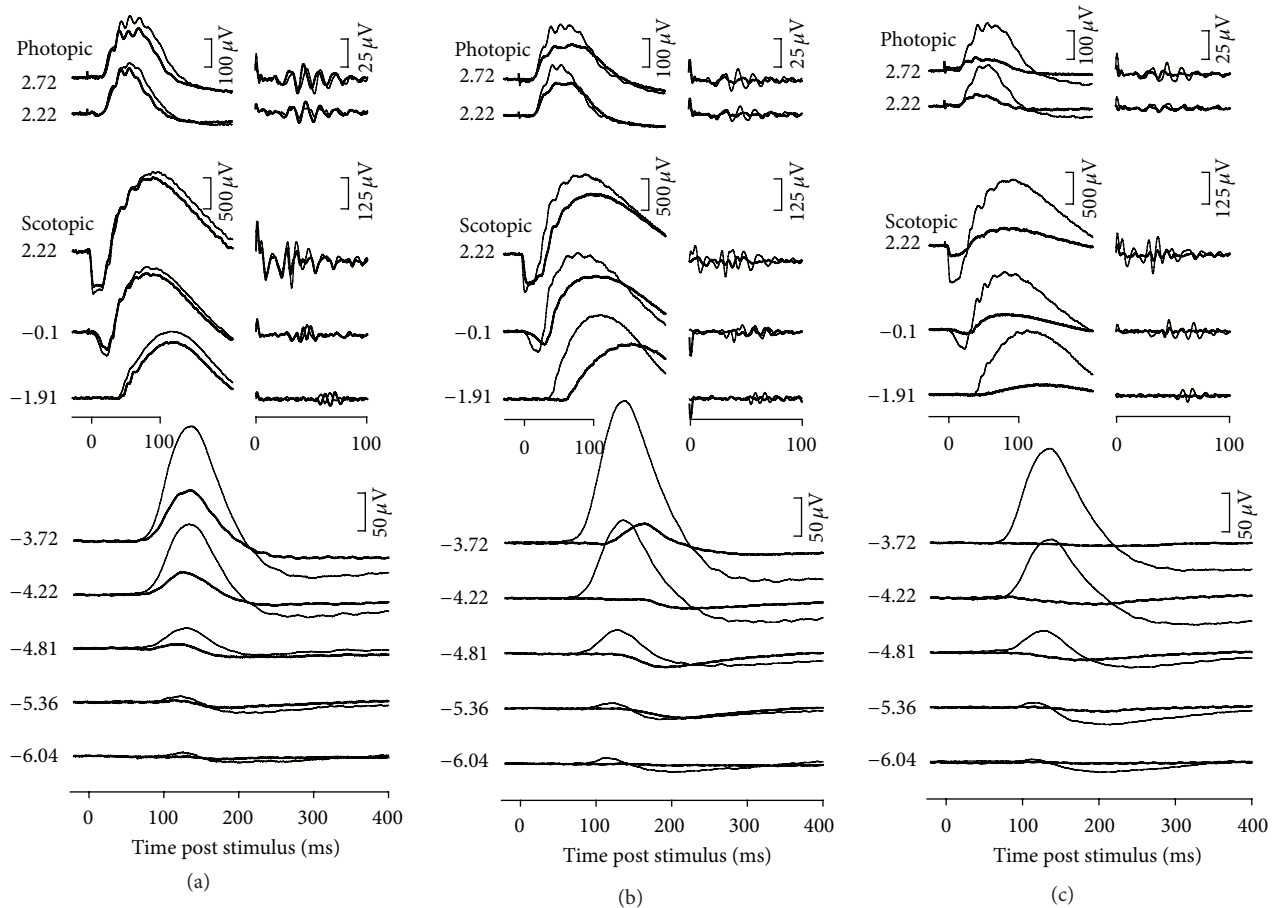 Photopic
2.72
2.22
100 µV
25 µV
Scotopic
2.22
−0.1
−1.91
500 µV
125 µV
0 100
0 100
−3.72
−4.22
−4.81
−5.36
−6.04
50 µV
0 100 200 300 400
Time post stimulus (ms)
(a)
Photopic
2.72
2.22
100 µV
25 µV
Scotopic
2.22
−0.1
−1.91
500 µV
125 µV
0 100
0 100
−3.72
−4.22
−4.81
−5.36
−6.04
50 µV
0 100 200 300 400
Time post stimulus (ms)
(b)
Photopic
2.72
2.22
100 µV
25 µV
Scotopic
2.22
−0.1
−1.91
500 µV
125 µV
0 100
0 100
−3.72
−4.22
−4.81
−5.36
−6.04
50 µV
0 100 200 300 400
Time post stimulus (ms)
(c)